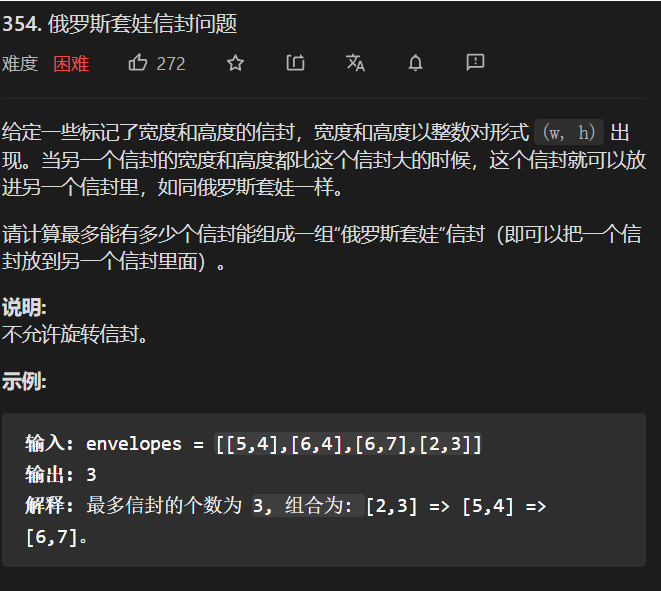 354. 俄罗斯套娃信封问题
难度 困难 272
给定一些标记了宽度和高度的信封，宽度和高度以整数对形式 (w, h) 出
现。当另一个信封的宽度和高度都比这个信封大的时候，这个信封就可以放
进另一个信封里，如同俄罗斯套娃一样。
请计算最多能有多少个信封能组成一组“俄罗斯套娃”信封（即可以把一个信
封放到另一个信封里面）。
说明:
不允许旋转信封。
示例:
输入: envelopes = [[5,4],[6,4],[6,7],[2,3]]
输出: 3
解释: 最多信封的个数为 3, 组合为: [2,3] => [5,4] =>
[6,7]。